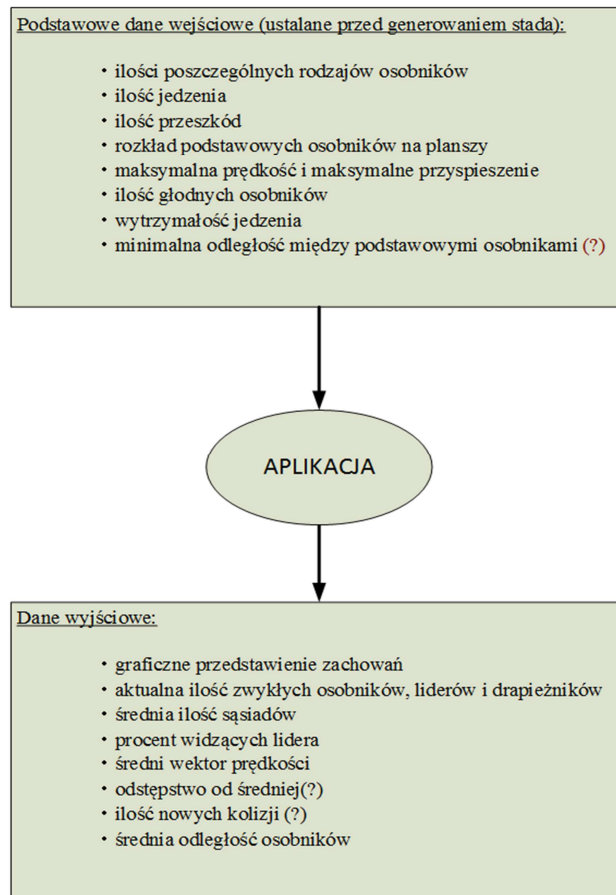 Podstawowe dane wejściowe (ustalane przed generowaniem stada):
• ilości poszczególnych rodzajów osobników
• ilość jedzenia
• ilość przeszkód
• rozkład podstawowych osobników na planszy
• maksymalna prędkość i maksymalne przyspieszenie
• ilość głodnych osobników
• wytrzymałość jedzenia
• minimalna odległość między podstawowymi osobnikami (?)
APLIKACJA
Dane wyjściowe:
• graficzne przedstawienie zachowań
• aktualna ilość zwykłych osobników, liderów i drapieżników
• średnia ilość sąsiadów
• procent widzących lidera
• średni wektor prędkości
• odstępstwo od średniej(?)
• ilość nowych kolizji (?)
• średnia odległość osobników